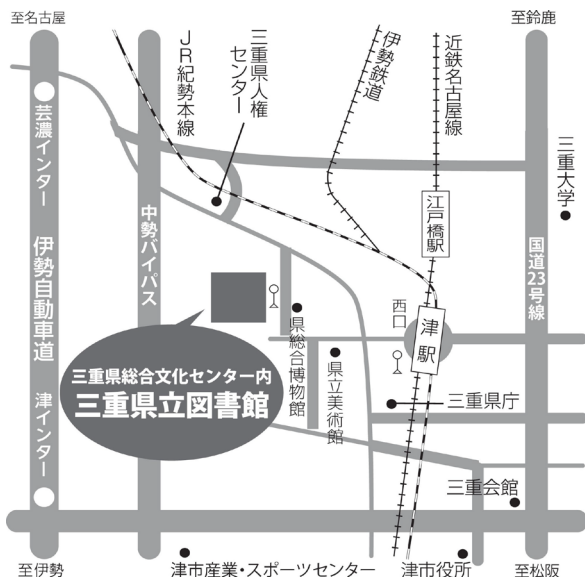 至名古屋
至鈴鹿
芸濃インター
伊勢自動車道
津インター
中勢バイパス
JR紀勢本線
三重県人権
センター
伊勢鉄道
近鉄名古屋線
江戸橋駅
三重大学
国道23号線
県総合博物館
県立美術館
西口
津駅
三重県庁
三重県総合文化センター内
三重県立図書館
三重会館
至伊勢
津市産業・スポーツセンター
津市役所
至松阪